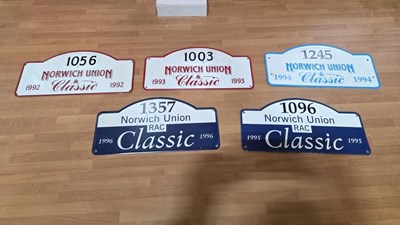 1056
NORWICH UNION
1992 Classic 1992
1003
NORWICH UNION
1993 Classic 1993
1245
NORWICH UNION
"1994 Classic 1994"
1357
Norwich Union
RAC
1996 Classic 1996
1096
Norwich Union
RAC
1995 Classic 1995